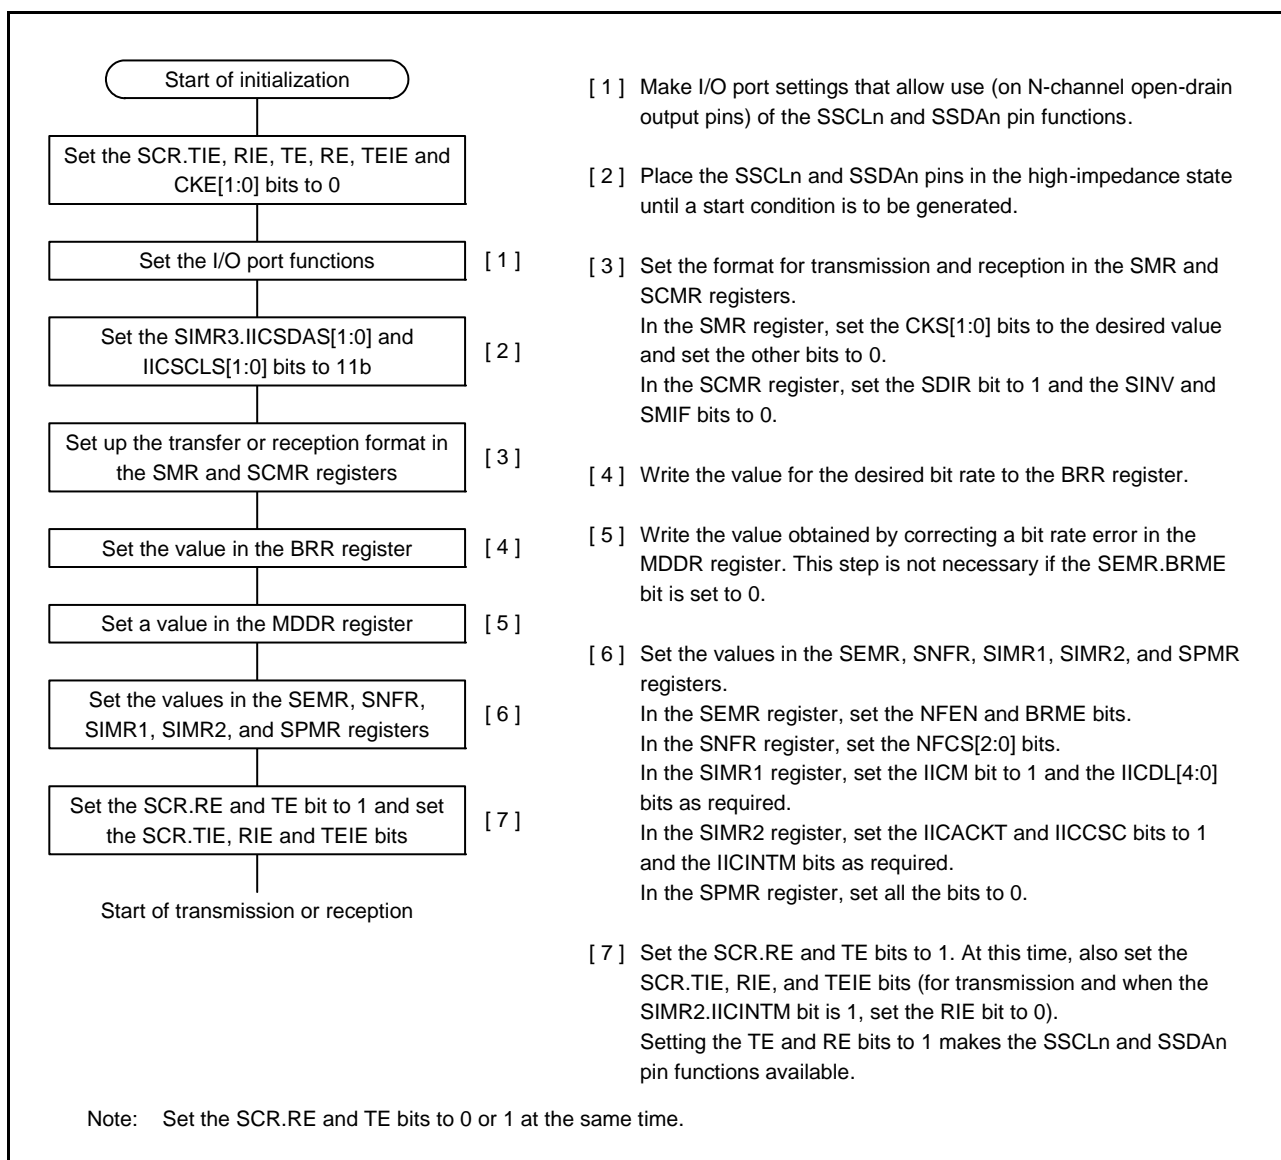 Start of initialization
Set the SCR.TIE, RIE, TE, RE, TEIE and
CKE[1:0] bits to 0
Set the I/O port functions
[ 1 ]
Set the SIMR3.IICSDAS[1:0] and
IICSCLS[1:0] bits to 11b
[ 2 ]
Set up the transfer or reception format in
the SMR and SCMR registers
[ 3 ]
Set the value in the BRR register
[ 4 ]
Set a value in the MDDR register
[ 5 ]
Set the values in the SEMR, SNFR,
SIMR1, SIMR2, and SPMR registers
[ 6 ]
Set the SCR.RE and TE bit to 1 and set
the SCR.TIE, RIE and TEIE bits
[ 7 ]
Start of transmission or reception
[ 1 ] Make I/O port settings that allow use (on N-channel open-drain
output pins) of the SSCLn and SSDAn pin functions.
[ 2 ] Place the SSCLn and SSDAn pins in the high-impedance state
until a start condition is to be generated.
[ 3 ] Set the format for transmission and reception in the SMR and
SCMR registers.
In the SMR register, set the CKS[1:0] bits to the desired value
and set the other bits to 0.
In the SCMR register, set the SDIR bit to 1 and the SINV and
SMIF bits to 0.
[ 4 ] Write the value for the desired bit rate to the BRR register.
[ 5 ] Write the value obtained by correcting a bit rate error in the
MDDR register. This step is not necessary if the SEMR.BRME
bit is set to 0.
[ 6 ] Set the values in the SEMR, SNFR, SIMR1, SIMR2, and SPMR
registers.
In the SEMR register, set the NFEN and BRME bits.
In the SNFR register, set the NFCS[2:0] bits.
In the SIMR1 register, set the IICM bit to 1 and the IICDL[4:0]
bits as required.
In the SIMR2 register, set the IICACKT and IICCSC bits to 1
and the IICINTM bits as required.
In the SPMR register, set all the bits to 0.
[ 7 ] Set the SCR.RE and TE bits to 1. At this time, also set the
SCR.TIE, RIE, and TEIE bits (for transmission and when the
SIMR2.IICINTM bit is 1, set the RIE bit to 0).
Setting the TE and RE bits to 1 makes the SSCLn and SSDAn
pin functions available.
Note: Set the SCR.RE and TE bits to 0 or 1 at the same time.